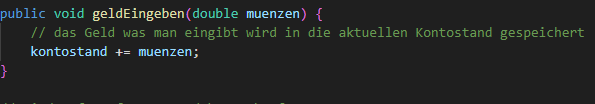 public void geldEingeben(double muenzen) {
// das Geld was man eingibt wird in die aktuellen Kontostand gespeichert
kontostand += muenzen;
}